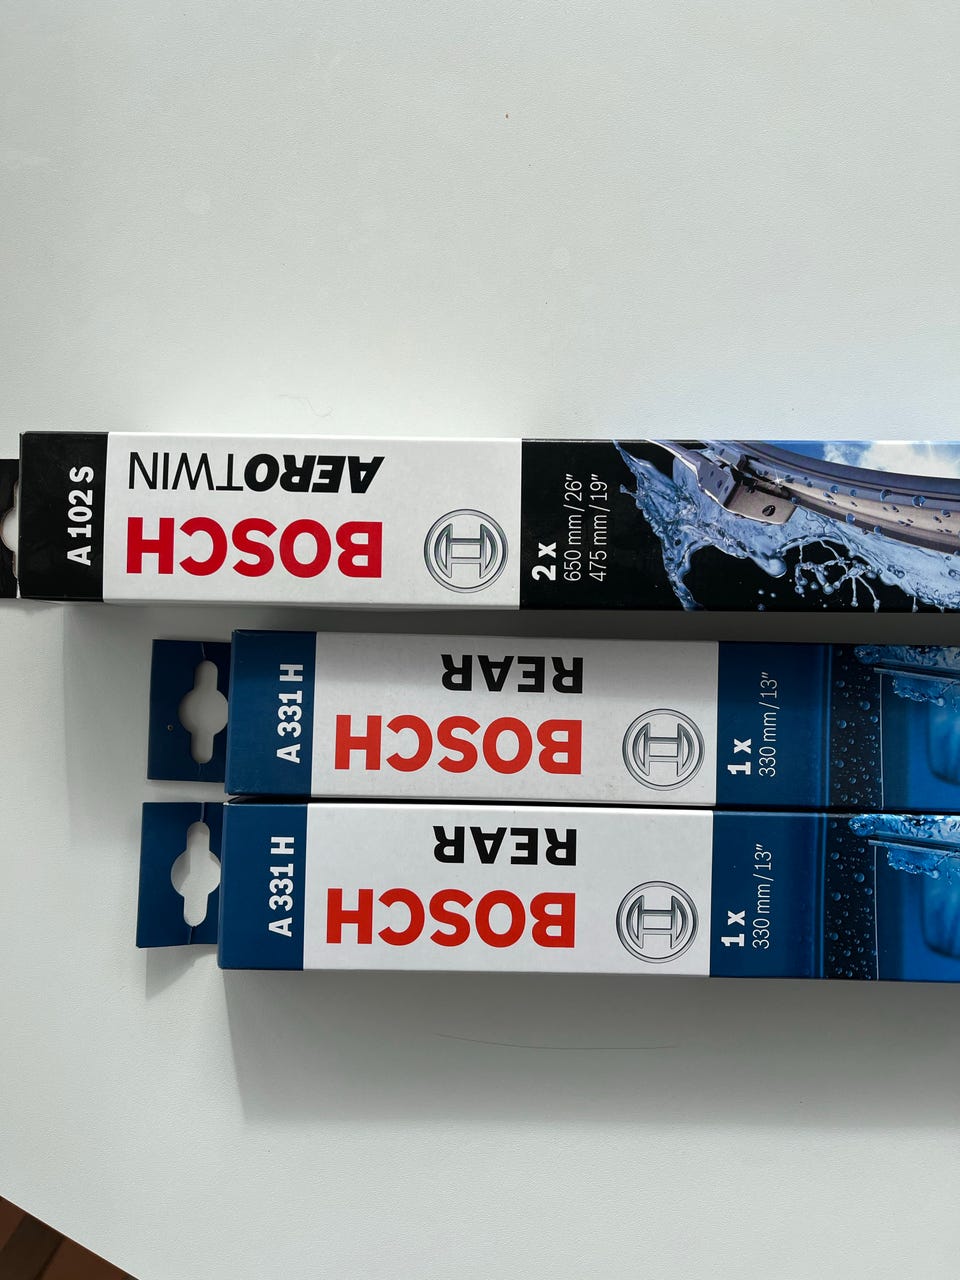 A 102 S
AEROTWIN
BOSCH
2 x
650 mm / 26"
475 mm / 19"
A 331 H
REAR
BOSCH
1 x
330 mm / 13"
A 331 H
REAR
BOSCH
1 x
330 mm / 13"